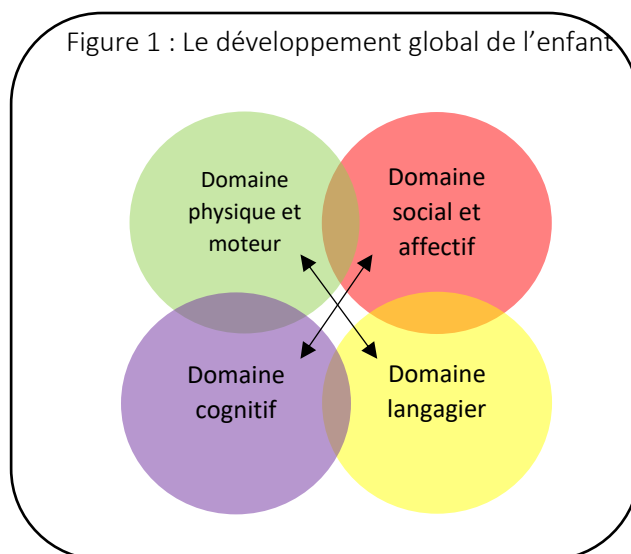 Figure 1 : Le développement global de l’enfant
Domaine
physique et
moteur
Domaine
social et
affectif
Domaine
cognitif
Domaine
langagier